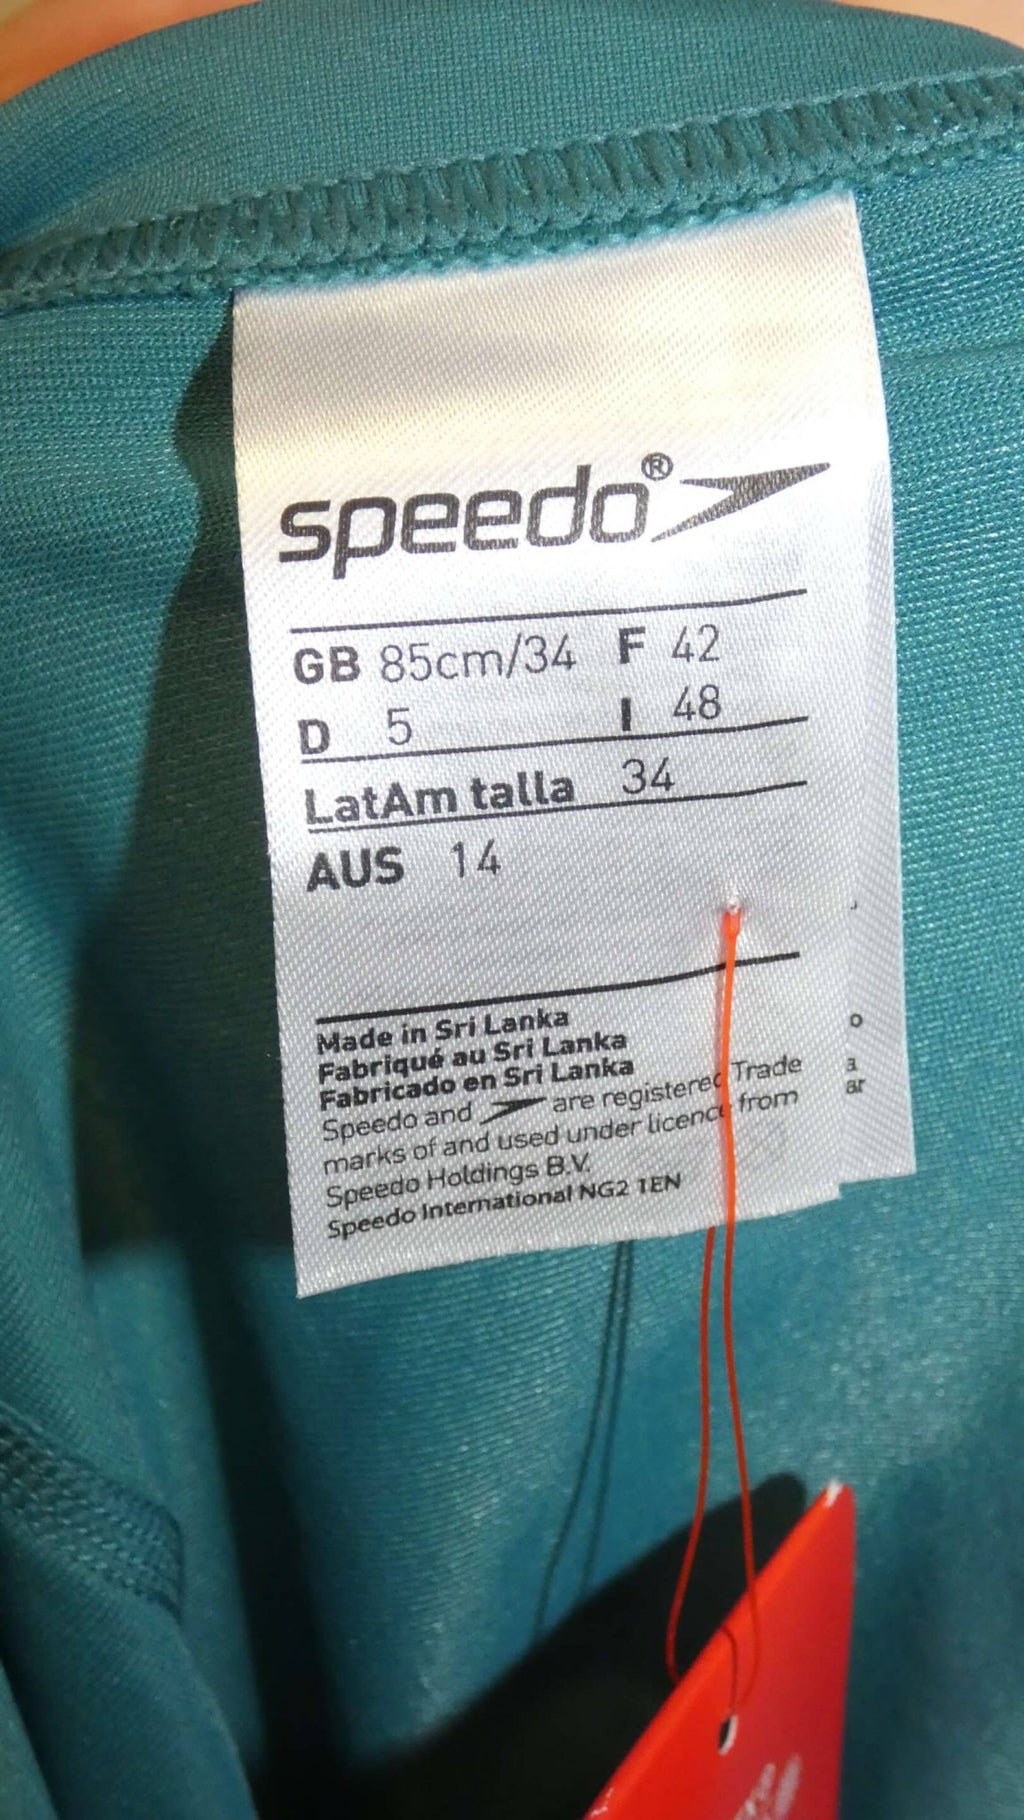 speedo®
GB 85cm/34 F 42
D 5 I 48
LatAm talla 34
AUS 14
Made in Sri Lanka
Fabriqué au Sri Lanka
Fabricado en Sri Lanka
Speedo and are registered Trade
marks of and used under licence from
Speedo Holdings B.V.
Speedo International NG2 1EN
o
a
ar